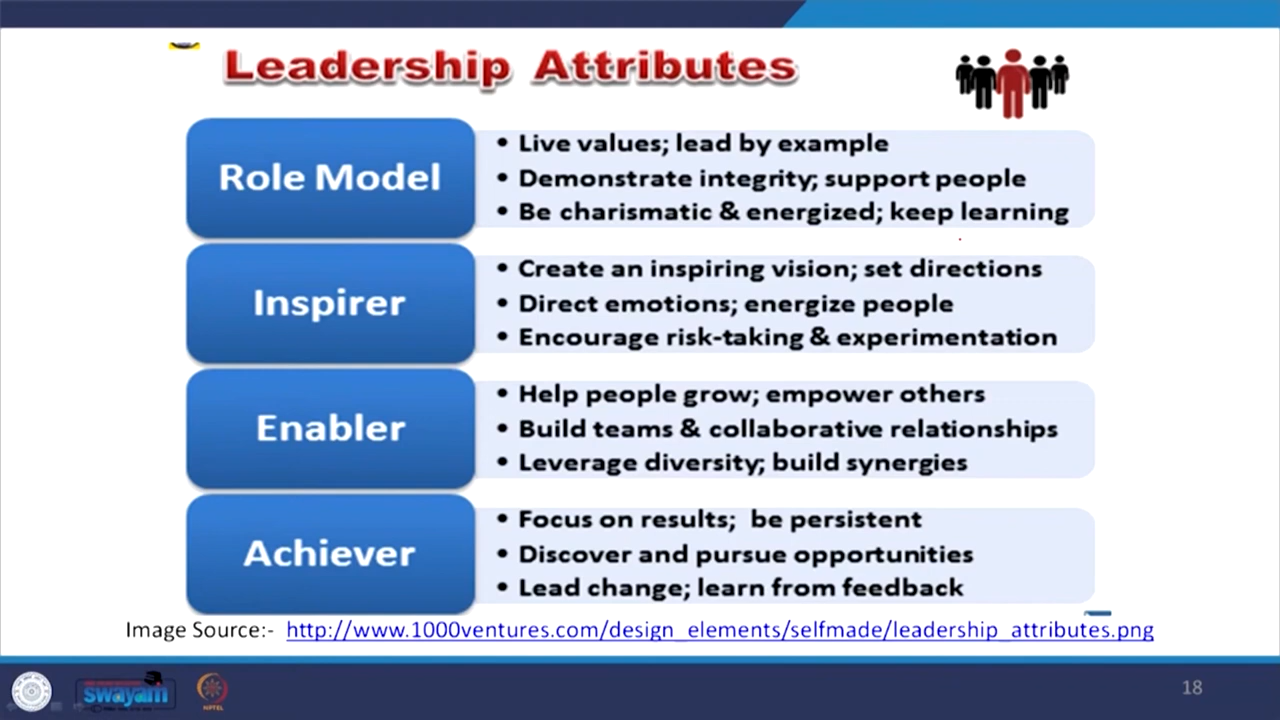 Leadership Attributes
Role Model
• Live values; lead by example
• Demonstrate integrity; support people
• Be charismatic & energized; keep learning
Inspirer
• Create an inspiring vision; set directions
• Direct emotions; energize people
• Encourage risk-taking & experimentation
Enabler
• Help people grow; empower others
• Build teams & collaborative relationships
• Leverage diversity; build synergies
Achiever
• Focus on results; be persistent
• Discover and pursue opportunities
• Lead change; learn from feedback
Image Source:- http://www.1000ventures.com/design_elements/selfmade/leadership_attributes.png
swayam
NPTEL
18